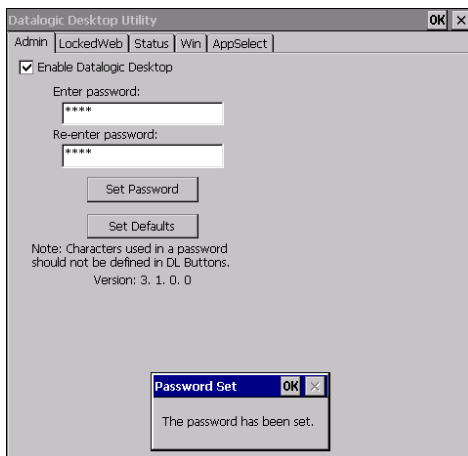 Datalogic Desktop Utility OK ×
Admin LockedWeb Status Win AppSelect
Enable Datalogic Desktop
Enter password:
****
Re-enter password:
****
Set Password
Set Defaults
Note: Characters used in a password
should not be defined in DL Buttons.
Version: 3. 1. 0. 0
Password Set OK ×
The password has been set.